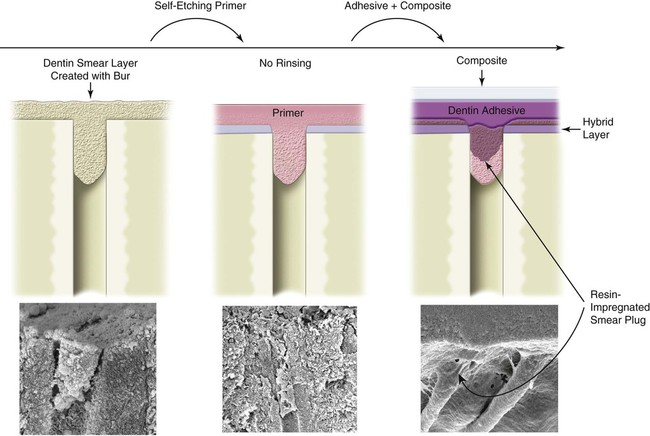 Self-Etching Primer
Adhesive + Composite
Dentin Smear Layer
Created with Bur
No Rinsing
Composite
Primer
Dentin Adhesive
Hybrid
Layer
Resin-
Impregnated
Smear Plug